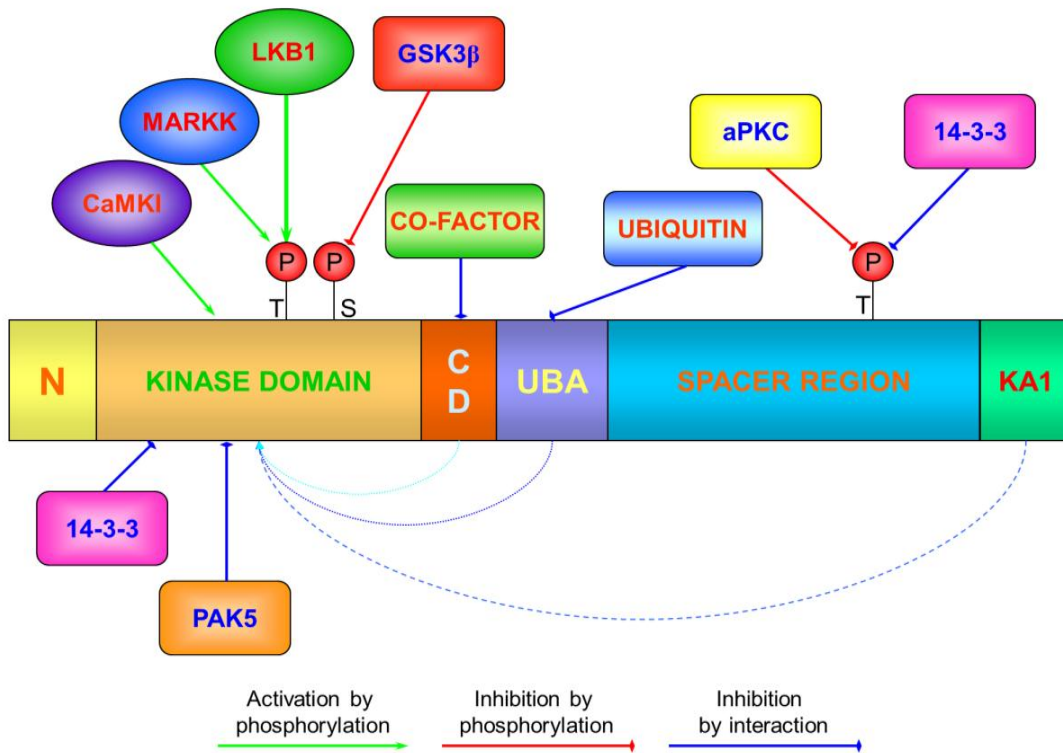 LKB1
GSK3β
MARKK
aPKC
14-3-3
CaMKI
CO-FACTOR
UBIQUITIN
P
P
P
T
S
T
N
KINASE DOMAIN
C
D
UBA
SPACER REGION
KA1
14-3-3
PAK5
Activation by
phosphorylation
Inhibition by
phosphorylation
Inhibition
by interaction